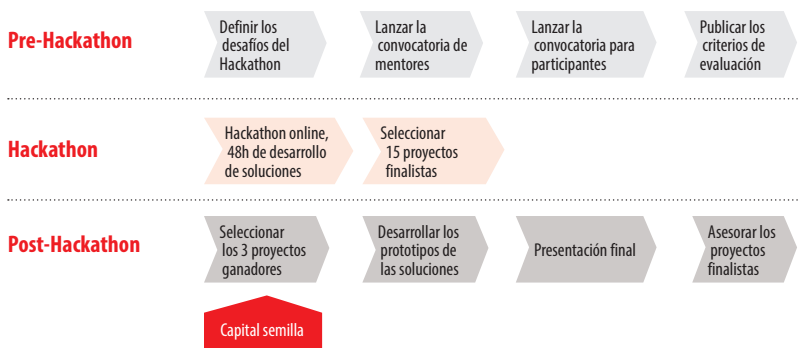 Pre-Hackathon
Definir los
desafíos del
Hackathon
Lanzar la
convocatoria de
mentores
Lanzar la
convocatoria para
participantes
Publicar los
criterios de
evaluación
Hackathon
Hackathon online,
48h de desarrollo
de soluciones
Seleccionar
15 proyectos
finalistas
Post-Hackathon
Seleccionar
los 3 proyectos
ganadores
Desarrollar los
prototipos de
las soluciones
Presentación final
Asesorar los
proyectos
finalistas
Capital semilla